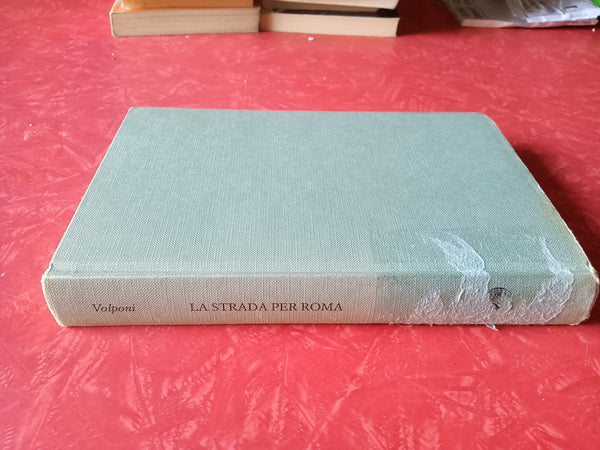 Volponi LA STRADA PER ROMA